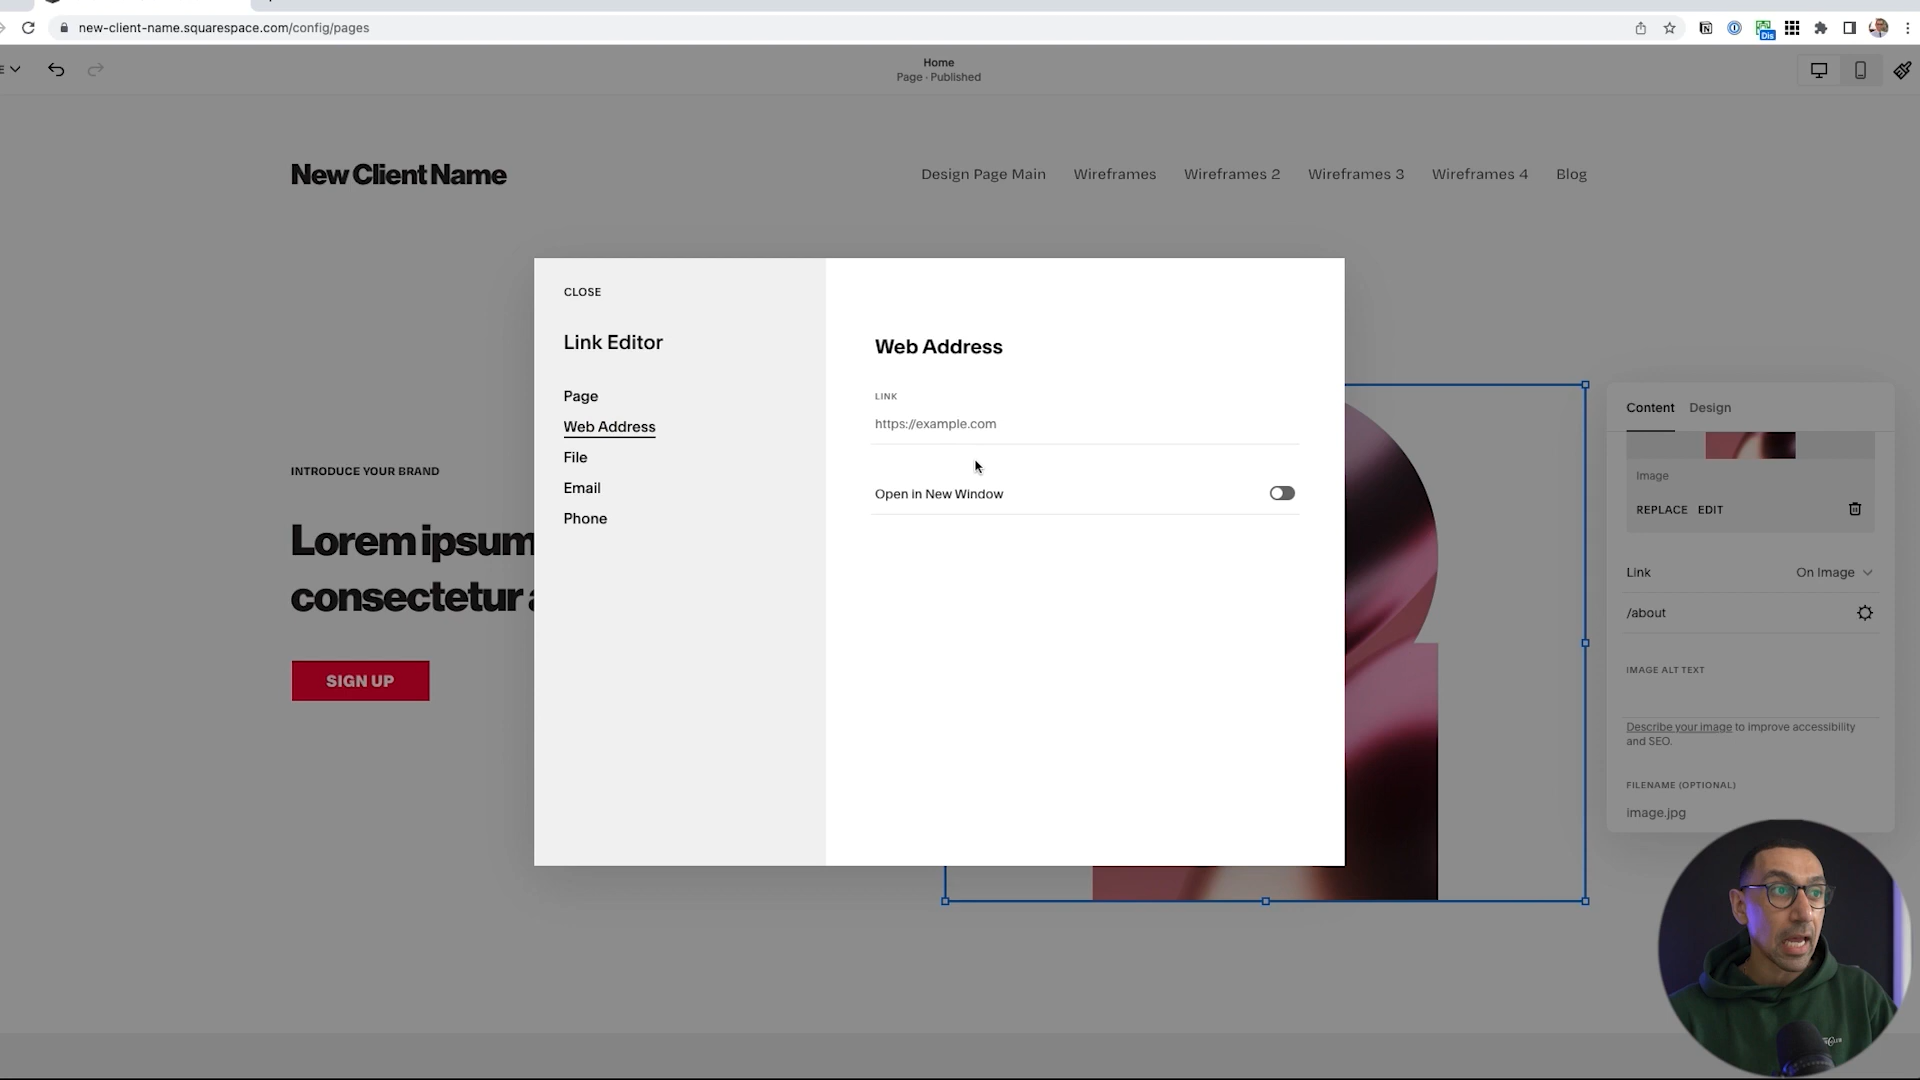 new-client-name.squarespace.com/config/pages
Dis
E
Home
Page · Published
New Client Name
Design Page Main
Wireframes
Wireframes 2
Wireframes 3
Wireframes 4
Blog
CLOSE
Link Editor
Page
Web Address
File
Email
Phone
Web Address
LINK
https://example.com
Open in New Window
INTRODUCE YOUR BRAND
Lorem ipsum
consectetur
SIGN UP
Content
Design
Image
REPLACE
EDIT
Link
On Image
/about
IMAGE ALT TEXT
Describe your image to improve accessibility
and SEO.
FILENAME (OPTIONAL)
image.jpg